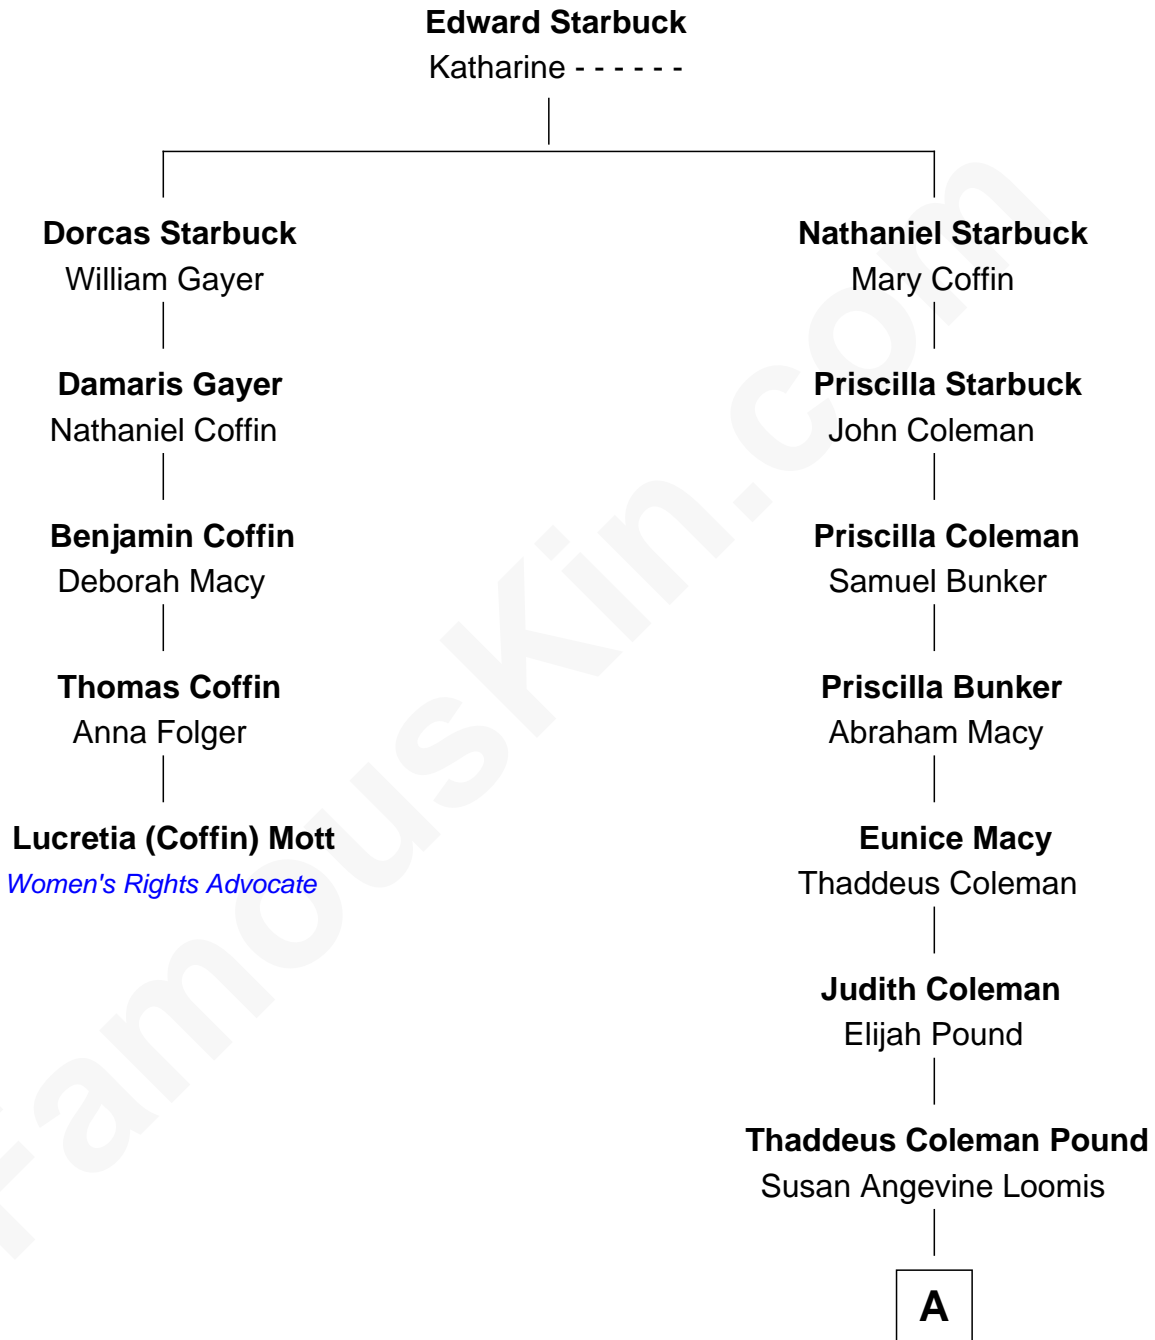 Edward Starbuck
Katharine - - - - - -
Dorcas Starbuck
William Gayer
Nathaniel Starbuck
Mary Coffin
Damaris Gayer
Nathaniel Coffin
Priscilla Starbuck
John Coleman
Benjamin Coffin
Deborah Macy
Priscilla Coleman
Samuel Bunker
Thomas Coffin
Anna Folger
Priscilla Bunker
Abraham Macy
Lucretia (Coffin) Mott
Women's Rights Advocate
Eunice Macy
Thaddeus Coleman
Judith Coleman
Elijah Pound
Thaddeus Coleman Pound
Susan Angevine Loomis
A
FamousKin.com